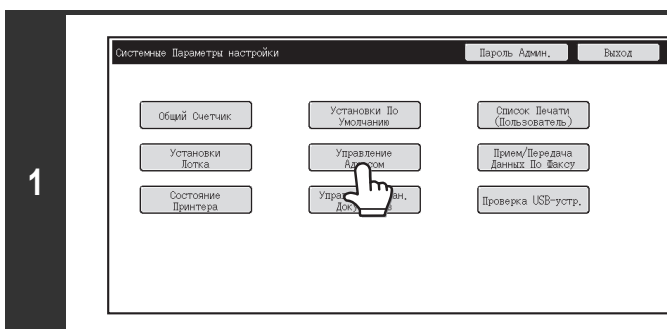 Системные Параметры настройки
Пароль Админ.
Выход
Общий Счетчик
Установки По
Умолчанию
Список Печати
(Пользователь)
Установки
Лотка
Управление
Прием/Передача
Данных По Факсу
1
Состояние
Принтера
Проверка USB-устр.